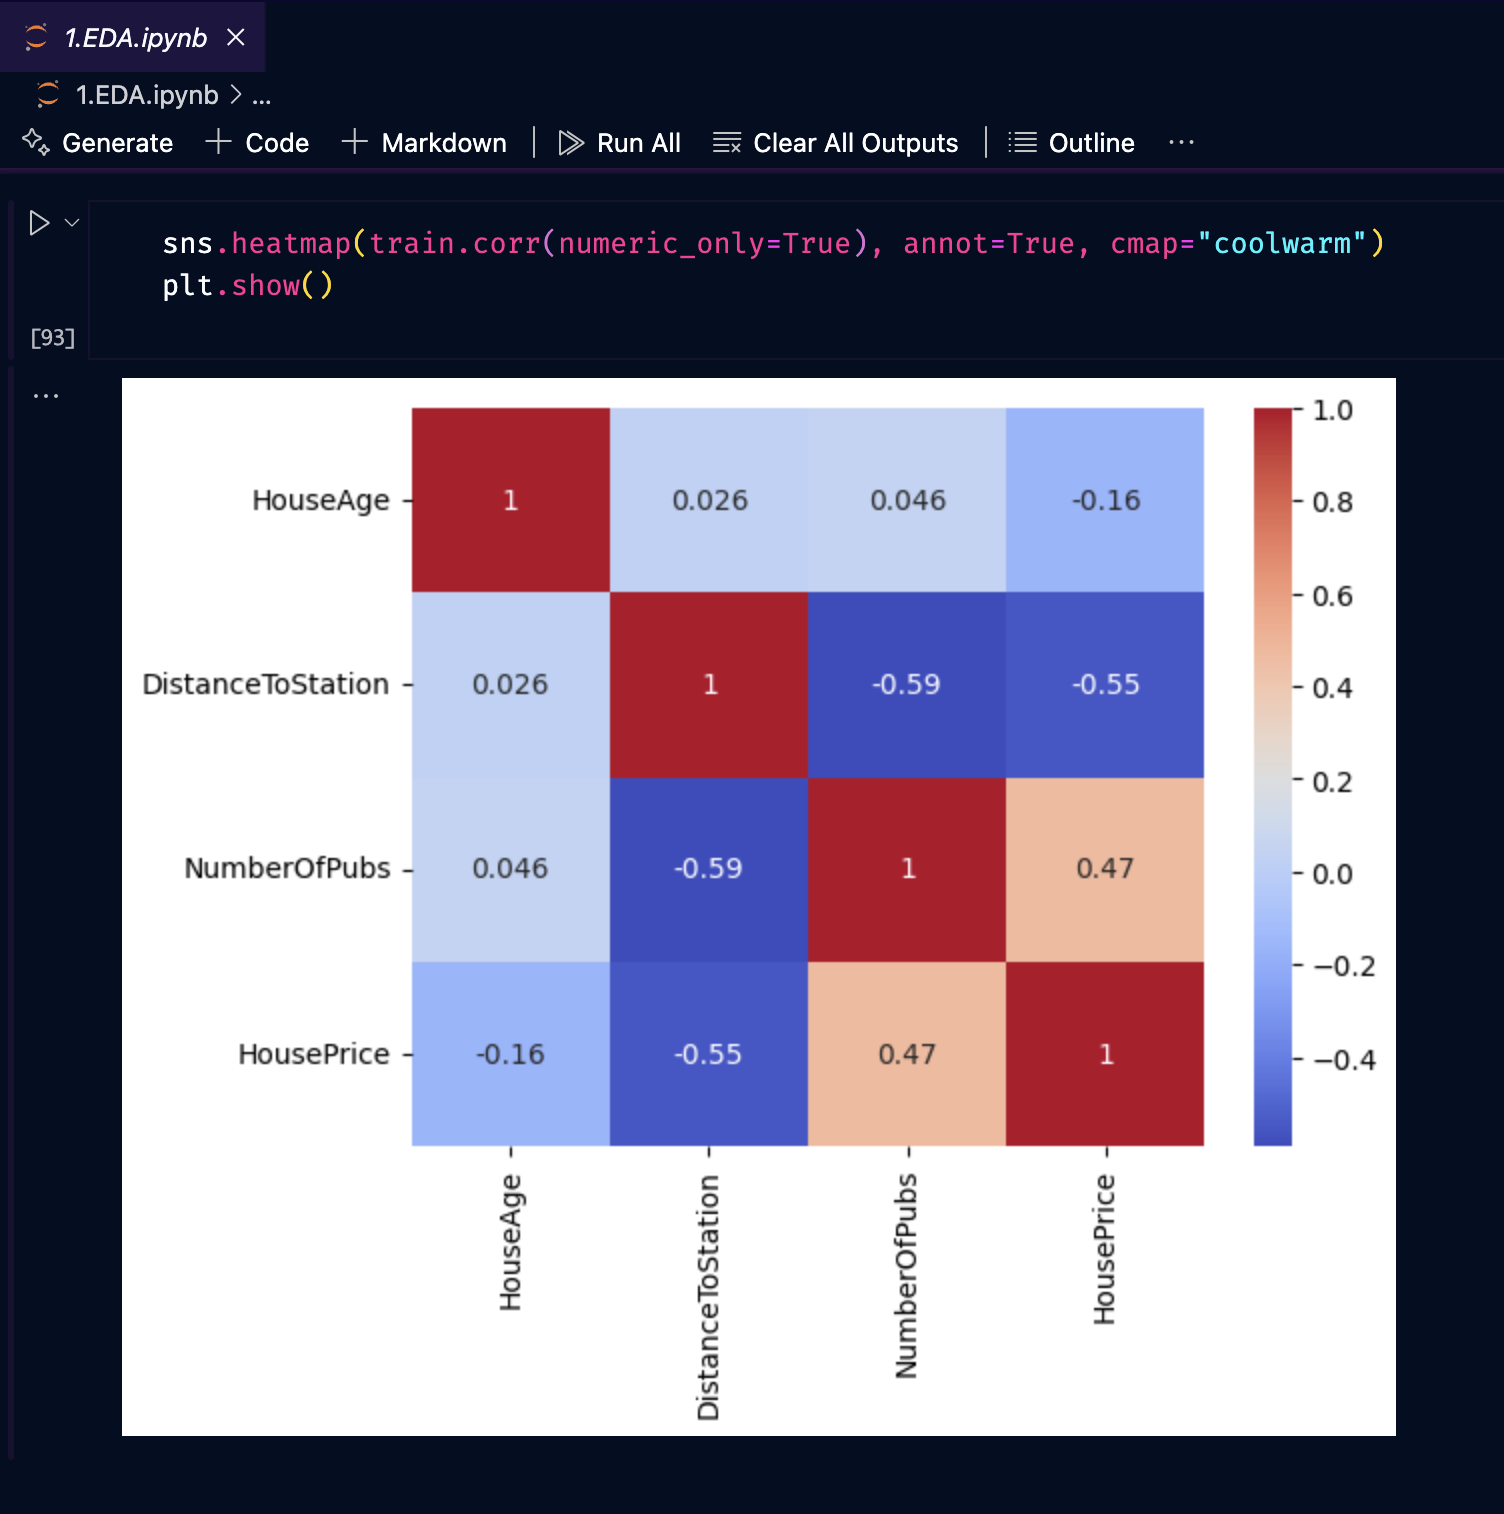 1.EDA.ipynb
1.EDA.ipynb > ...
Generate + Code + Markdown | Run All Clear All Outputs | Outline ...
sns.heatmap(train.corr(numeric_only=True), annot=True, cmap="coolwarm")
plt.show()
[93]
...
1.0
HouseAge 1 0.026 0.046 -0.16 0.8
0.6
DistanceToStation 0.026 1 -0.59 -0.55 0.4
0.2
NumberOfPubs 0.046 -0.59 1 0.47 0.0
−0.2
HousePrice -0.16 -0.55 0.47 1 −0.4
HouseAge
DistanceToStation
NumberOfPubs
HousePrice